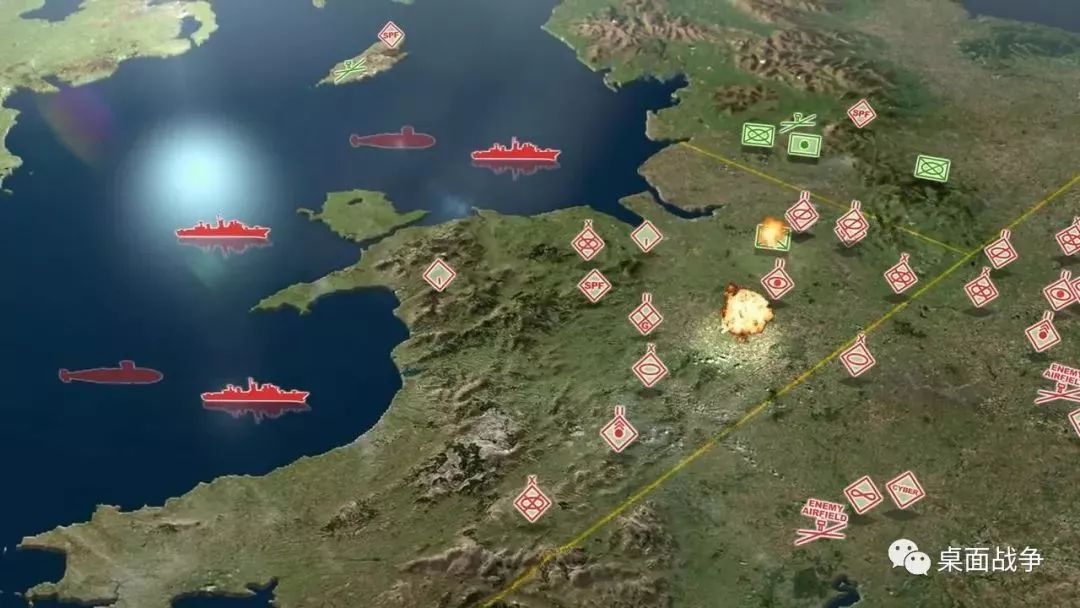 SPF
SPF
SPF
G
ENEMY
AIRFIELD
ENEMY
AIRFIELD
CYBER
桌面战争